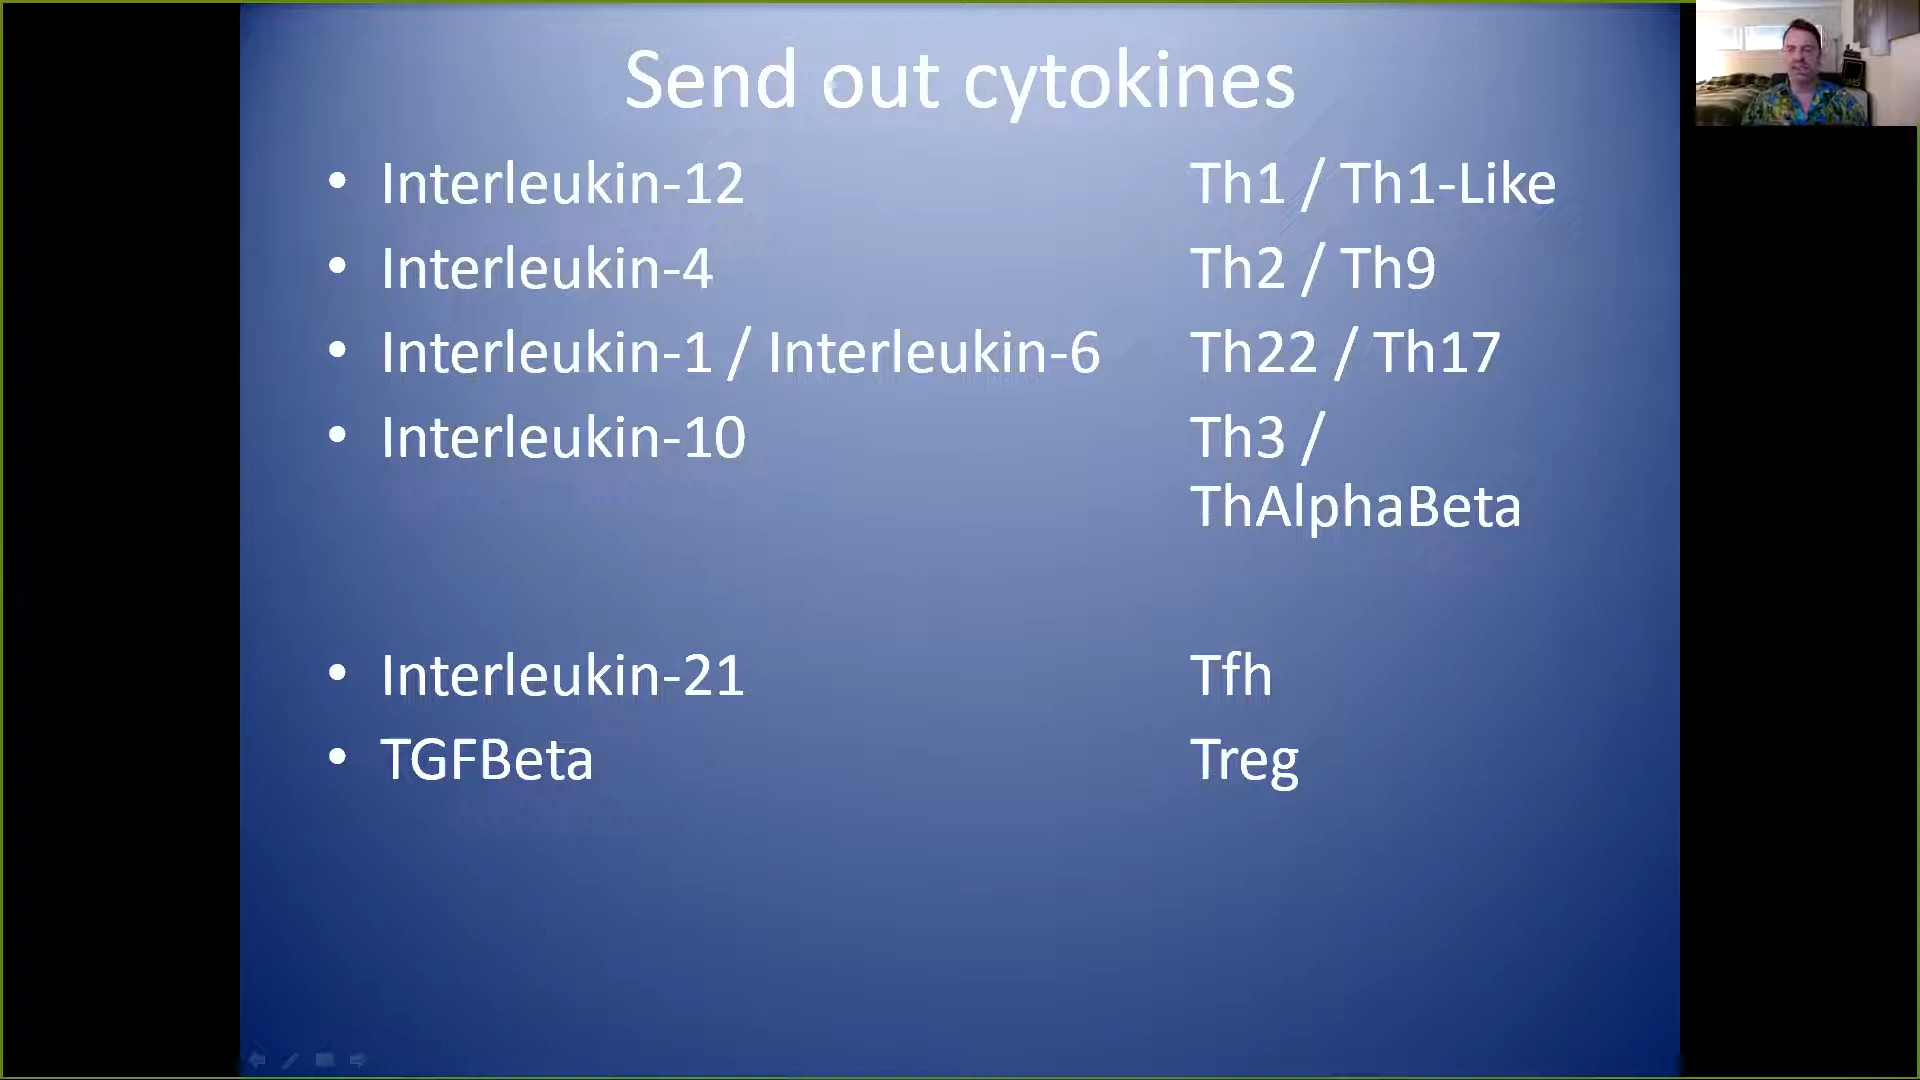 Send out cytokines
• Interleukin-12 Th1 / Th1-Like
• Interleukin-4 Th2 / Th9
• Interleukin-1 / Interleukin-6 Th22 / Th17
• Interleukin-10 Th3 /
ThAlphaBeta
• Interleukin-21 Tfh
• TGFBeta Treg